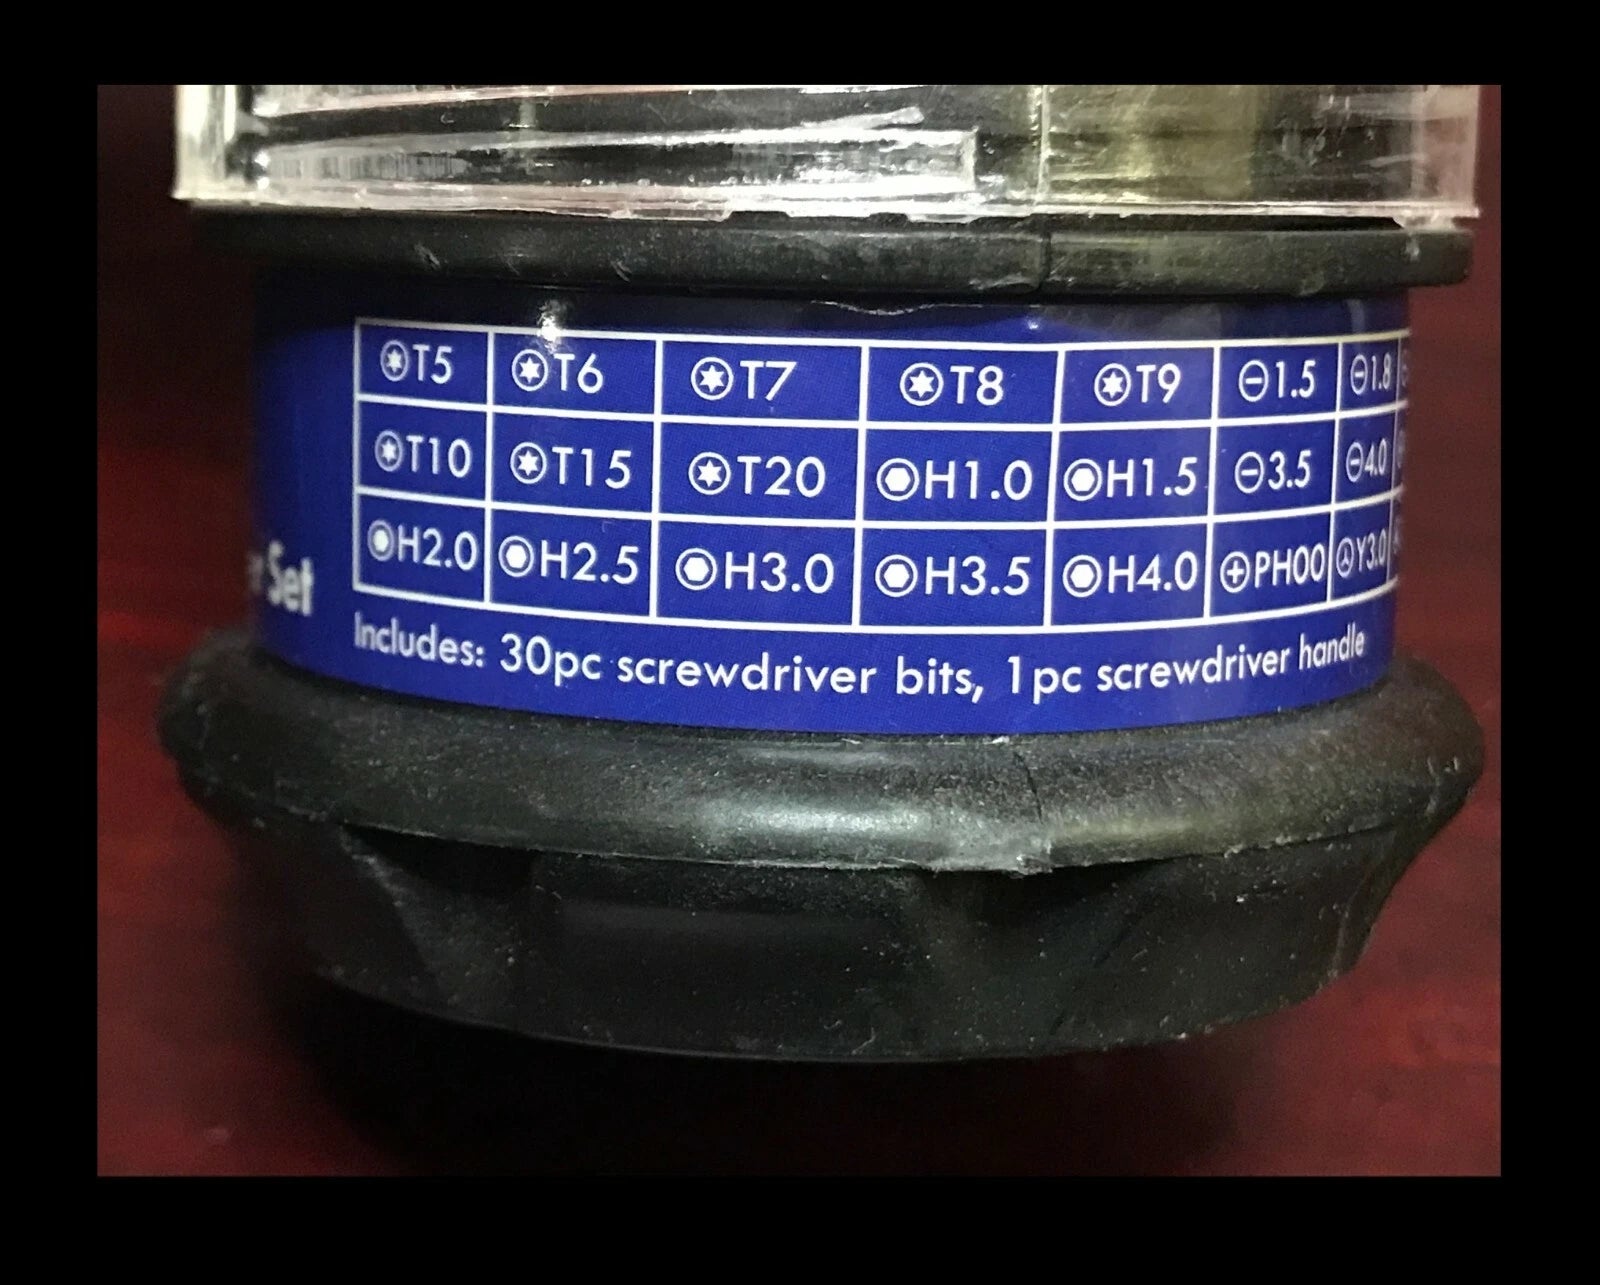 T5 T6 T7 T8 T9 1.5 1.8
T10 T15 T20 H1.0 H1.5 3.5 4.0
H2.0 H2.5 H3.0 H3.5 H4.0 PH00 Y3.0
Set
Includes: 30pc screwdriver bits, 1pc screwdriver handle